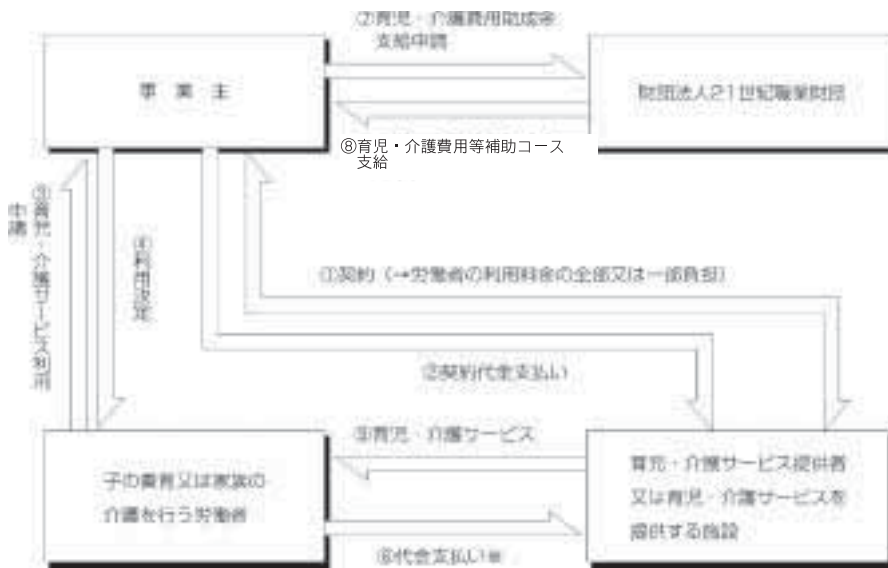 ⑦育児・介護費用助成金
支給申請
事業主
財団法人21世紀職業財団
⑧育児・介護費用等補助コース
支給
③育児・介護サービス利用
申請
④利用決定
①契約（→労働者の利用料金の全部又は一部負担）
②契約代金支払い
⑤育児・介護サービス
子の養育又は家族の
介護を行う労働者
育児・介護サービス提供者
又は育児・介護サービスを
提供する施設
⑥代金支払い※